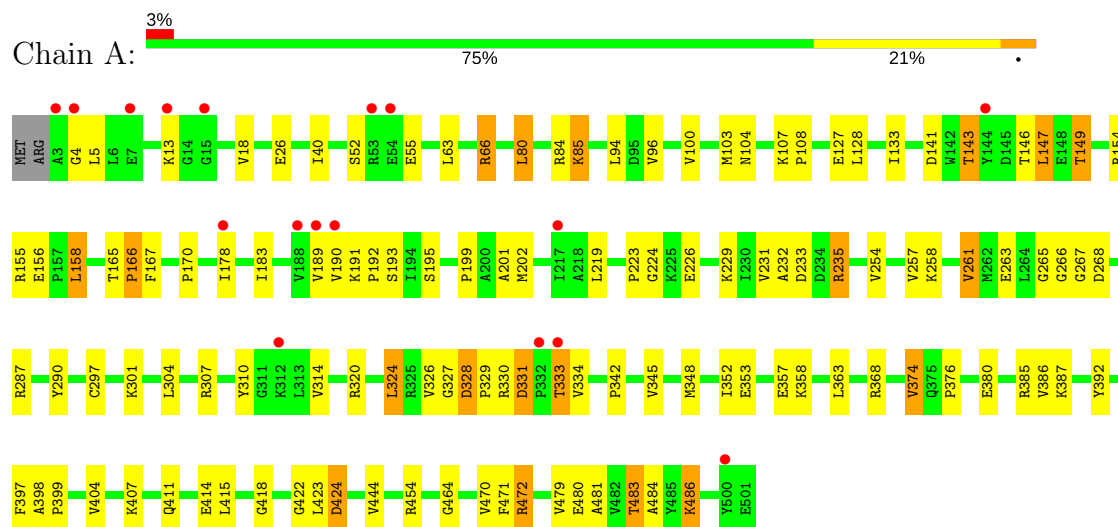 3%
Chain A:
75% 21% •
MET ARG A3 G4 L5 L6 E7 K13 G14 G15 V18 E26 I40 S52 R53 E54 E55 L63 R66 L80 R84 K85 L94 D95 V96 V100 M103 N104 K107 P108 E127 L128 I133 D141 W142 T143 Y144 D145 T146 L147 E148 T149
R155 E156 P157 L158 T165 P166 F167 P170 I178 I183 V188 V189 V190 K191 P192 S193 I194 S195 P199 A200 A201 M202 I217 A218 L219 P223 G224 K225 E226 K229 I230 V231 A232 D233 D234 R235 V254 V257 K258 V261 M262 E263 L264 G265 G266 G267 D268
R287 Y290 C297 K301 L304 R307 Y310 G311 K312 L313 V314 R320 L324 R325 V326 G327 D328 P329 R330 D331 P332 T333 V334 P342 V345 M348 I352 E353 E357 K358 L363 R368 V374 Q375 P376 E380 R385 V386 K387 Y392
F397 A398 P399 V404 K407 Q411 E414 L415 G418 G422 L423 D424 V444 R454 G464 V470 F471 R472 V479 E480 A481 V482 T483 A484 Y485 K486 Y500 E501